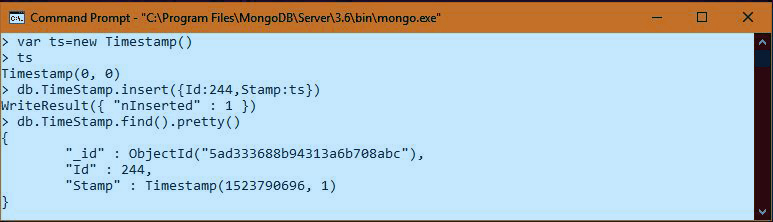 Command Prompt - "C:\Program Files\MongoDB\Server\3.6\bin\mongo.exe"
> var ts=new Timestamp()
> ts
Timestamp(0, 0)
> db.TimeStamp.insert({Id:244,Stamp:ts})
WriteResult({ "nInserted" : 1 })
> db.TimeStamp.find().pretty()
{
        "_id" : ObjectId("5ad333688b94313a6b708abc"),
        "Id" : 244,
        "Stamp" : Timestamp(1523790696, 1)
}